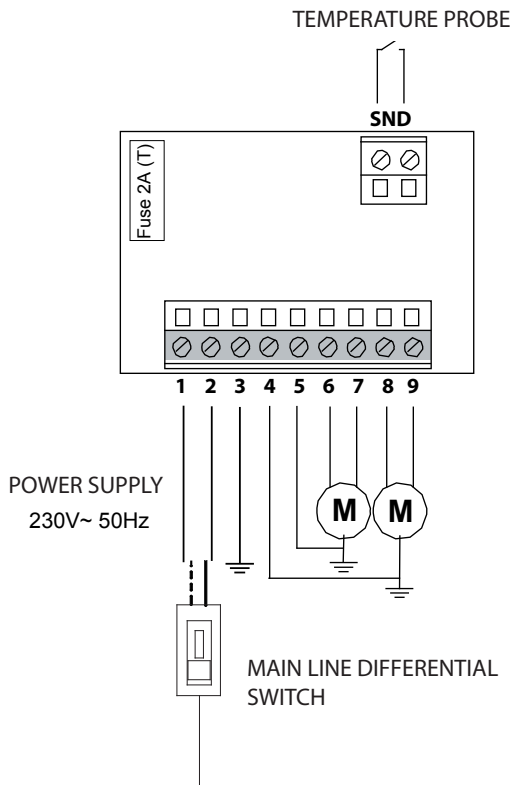 TEMPERATURE PROBE
SND
Fuse 2A (T)
1 2 3 4 5 6 7 8 9
POWER SUPPLY
230V~ 50Hz
M M
MAIN LINE DIFFERENTIAL
SWITCH